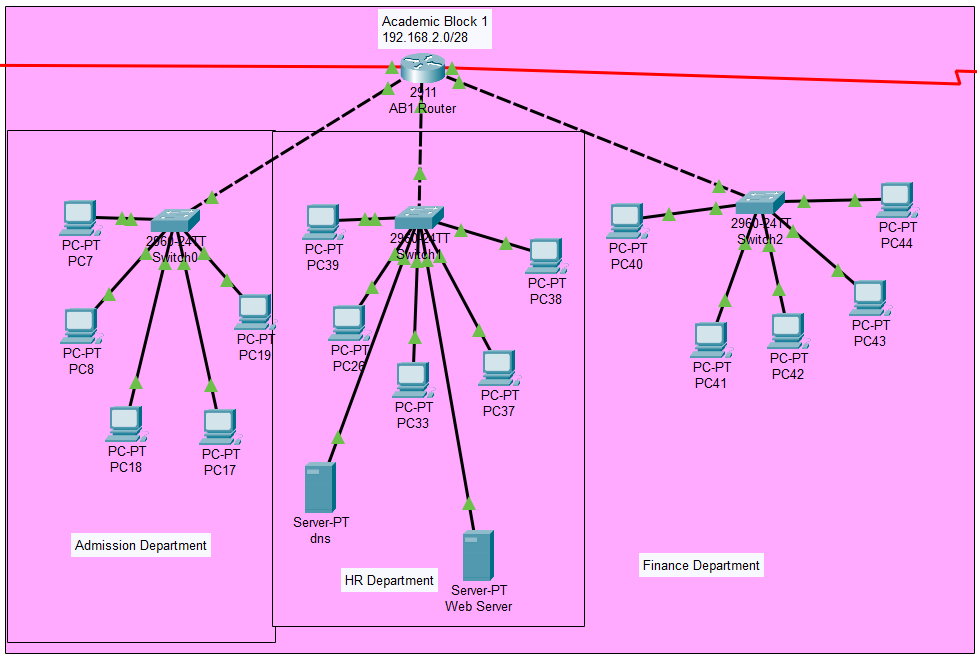 Academic Block 1
192.168.2.0/28
2911
AB1 Router
PC-PT
PC7
2960-24TT
Switch0
PC-PT
PC8
PC-PT
PC19
PC-PT
PC18
PC-PT
PC17
Admission Department
PC-PT
PC39
2960-24TT
Switch1
PC-PT
PC38
PC-PT
PC26
PC-PT
PC33
PC-PT
PC37
Server-PT
dns
Server-PT
Web Server
HR Department
PC-PT
PC40
2960-24TT
Switch2
PC-PT
PC44
PC-PT
PC43
PC-PT
PC41
PC-PT
PC42
Finance Department